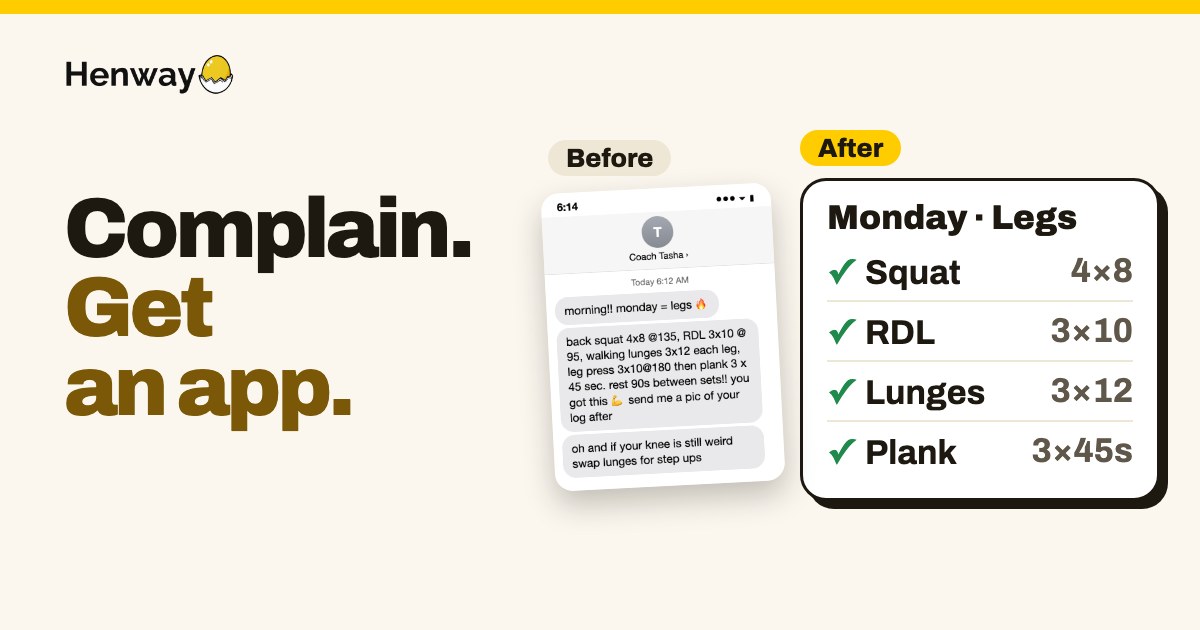 Henway
Complain.
Get
an app.
Before
6:14
T
Coach Tasha ›
Today 6:12 AM
morning!! monday = legs 🔥
back squat 4x8 @135, RDL 3x10 @
95, walking lunges 3x12 each leg,
leg press 3x10@180 then plank 3 x
45 sec. rest 90s between sets!! you
got this 💪 send me a pic of your
log after
oh and if your knee is still weird
swap lunges for step ups
After
Monday · Legs
✓ Squat 4×8
✓ RDL 3×10
✓ Lunges 3×12
✓ Plank 3×45s